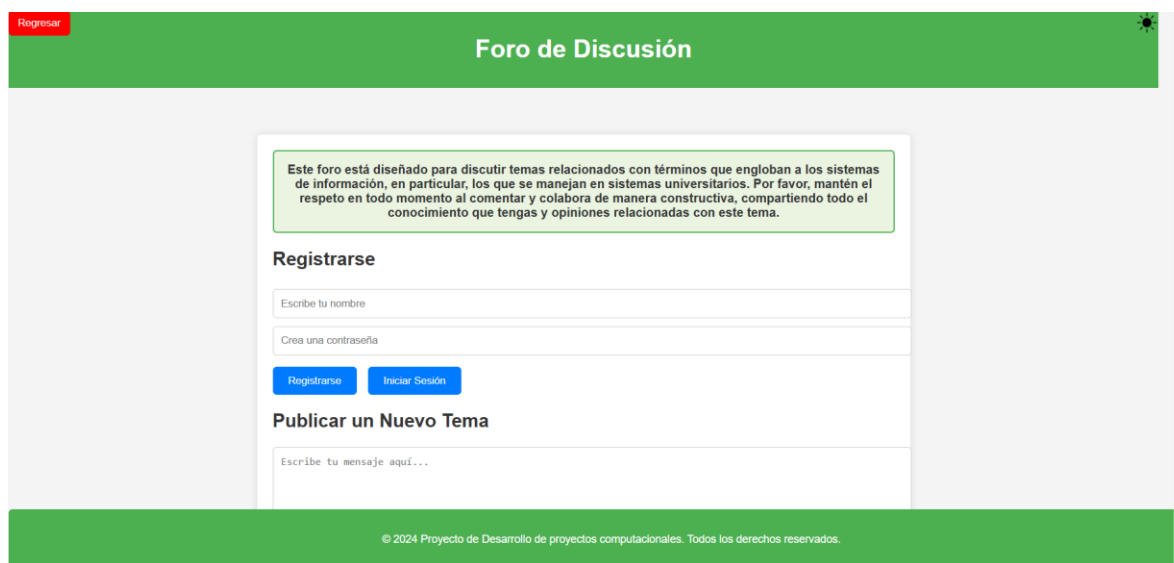 Regresar
Foro de Discusión
Este foro está diseñado para discutir temas relacionados con términos que engloban a los sistemas
de información, en particular, los que se manejan en sistemas universitarios. Por favor, mantén el
respeto en todo momento al comentar y colabora de manera constructiva, compartiendo todo el
conocimiento que tengas y opiniones relacionadas con este tema.
Registrarse
Escribe tu nombre
Crea una contraseña
Registrarse Iniciar Sesión
Publicar un Nuevo Tema
Escribe tu mensaje aquí...
© 2024 Proyecto de Desarrollo de proyectos computacionales. Todos los derechos reservados.